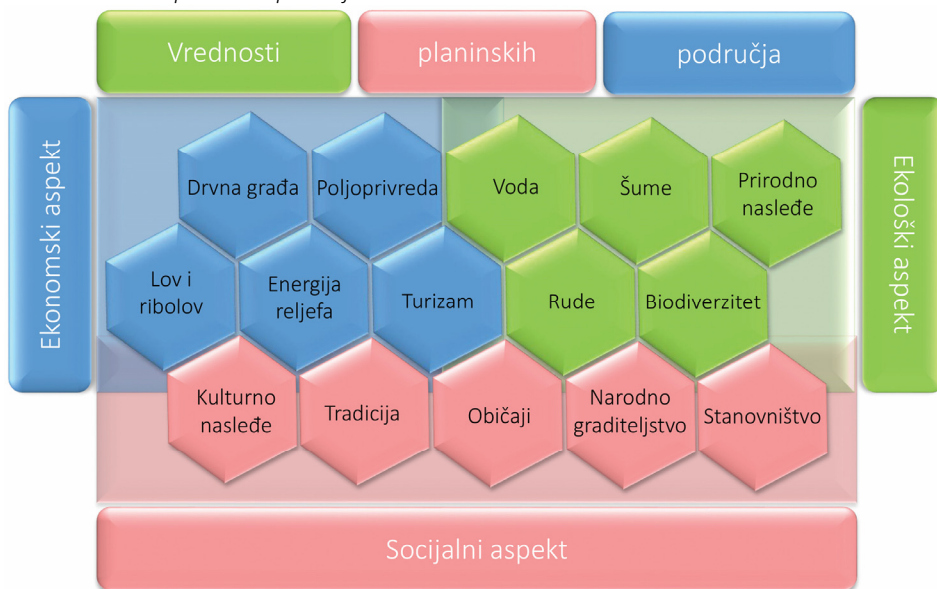 Vrednosti
planinskih
područja
Ekonomski aspekt
Ekološki aspekt
Drvna građa
Poljoprivreda
Voda
Šume
Prirodno
nasleđe
Lov i
ribolov
Energija
reljefa
Turizam
Rude
Biodiverzitet
Kulturno
nasleđe
Tradicija
Običaji
Narodno
graditeljstvo
Stanovništvo
Socijalni aspekt